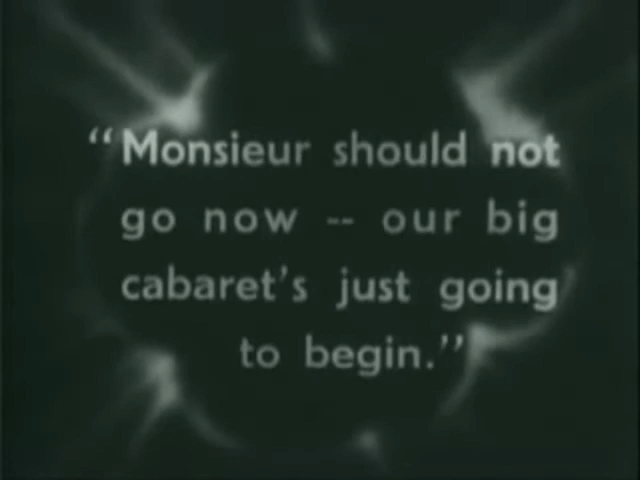 “Monsieur should not
go now -- our big
cabaret's just going
to begin.”